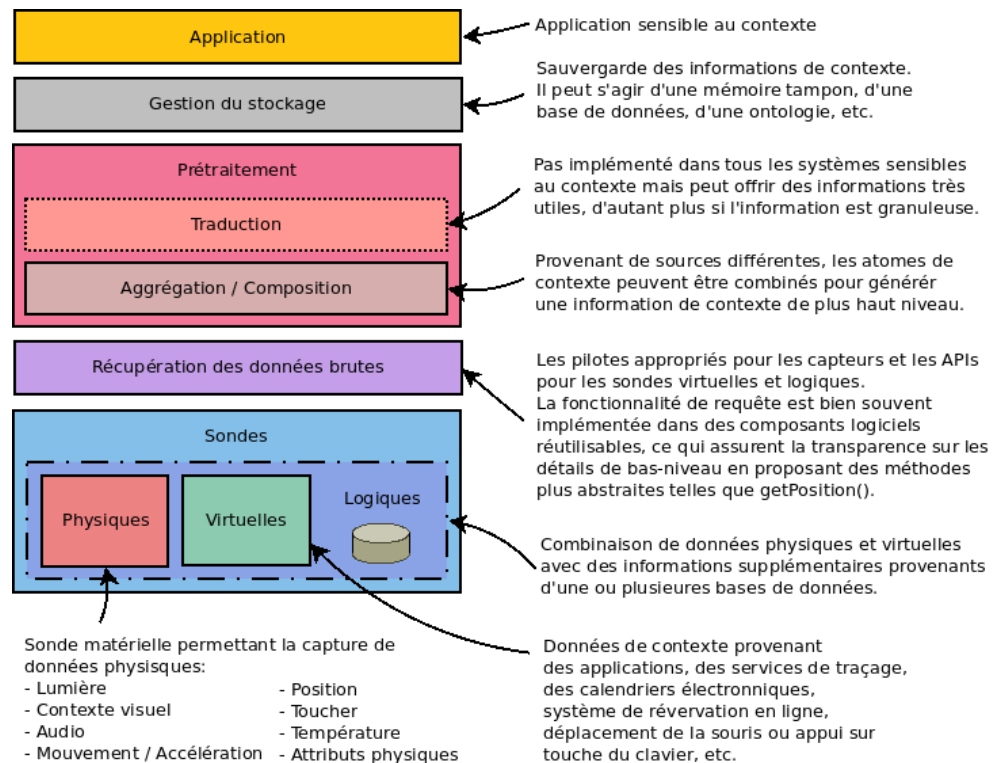 Application
Application sensible au contexte
Gestion du stockage
Sauvergarde des informations de contexte.
Il peut s'agir d'une mémoire tampon, d'une
base de données, d'une ontologie, etc.
Prétraitement
Traduction
Pas implémenté dans tous les systèmes sensibles
au contexte mais peut offrir des informations très
utiles, d'autant plus si l'information est granuleuse.
Aggrégation / Composition
Provenant de sources différentes, les atomes de
contexte peuvent être combinés pour générér
une information de contexte de plus haut niveau.
Récupération des données brutes
Les pilotes appropriés pour les capteurs et les APIs
pour les sondes virtuelles et logiques.
La fonctionnalité de requête est bien souvent
implémentée dans des composants logiciels
réutilisables, ce qui assurent la transparence sur les
détails de bas-niveau en proposant des méthodes
plus abstraites telles que getPosition().
Sondes
Physiques
Virtuelles
Logiques
Combinaison de données physiques et virtuelles
avec des informations supplémentaires provenants
d'une ou plusieures bases de données.
Sonde matérielle permettant la capture de
données physisques:
- Lumière
- Contexte visuel
- Audio
- Mouvement / Accélération
- Position
- Toucher
- Température
- Attributs physiques
Données de contexte provenant
des applications, des services de traçage,
des calendriers électronniques,
système de révervation en ligne,
déplacement de la souris ou appui sur
touche du clavier, etc.